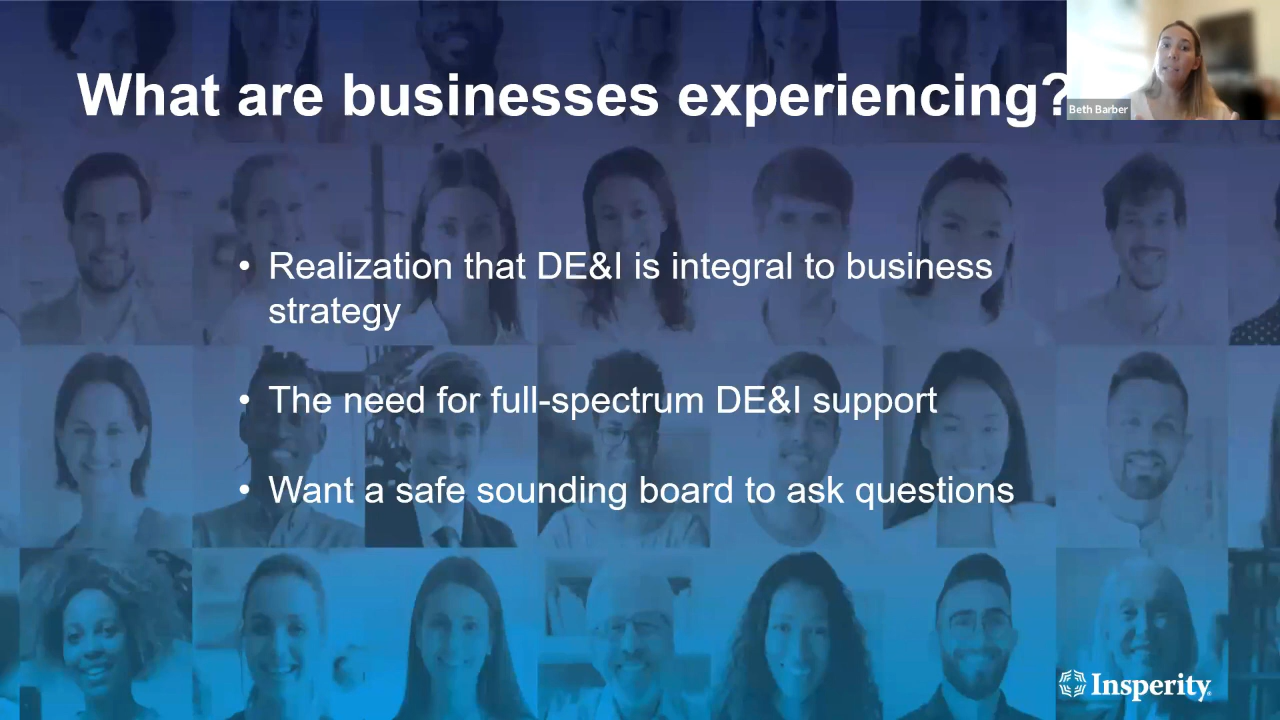 What are businesses experiencing?
Beth Barber
• Realization that DE&I is integral to business
strategy
• The need for full-spectrum DE&I support
• Want a safe sounding board to ask questions
Insperity®